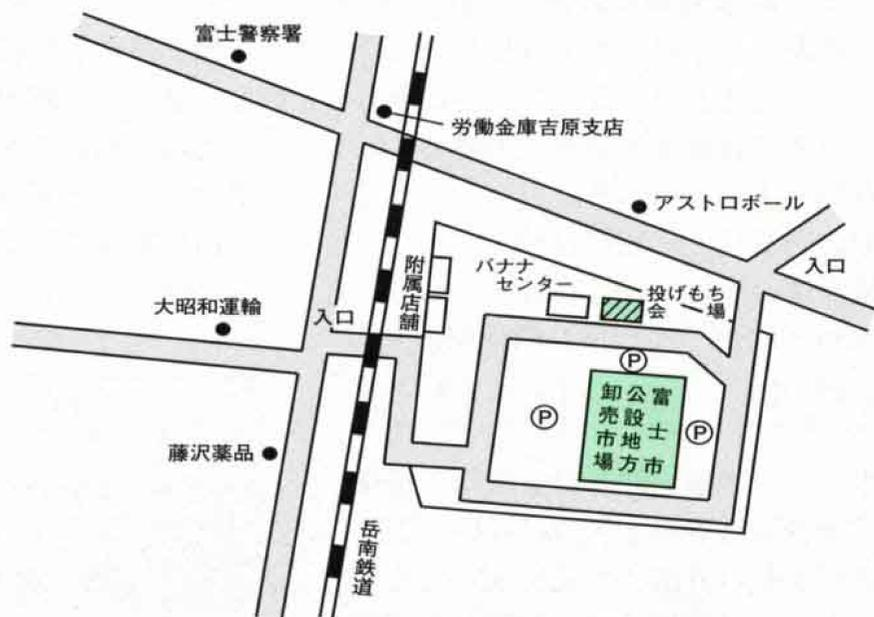 富士警察署
労働金庫吉原支店
アストロボール
入口
バナナ
センター
投げもち
会場
附属店舗
大昭和運輸
入口
P
富士市
公設地方
卸売市場
P
P
藤沢薬品
岳南鉄道